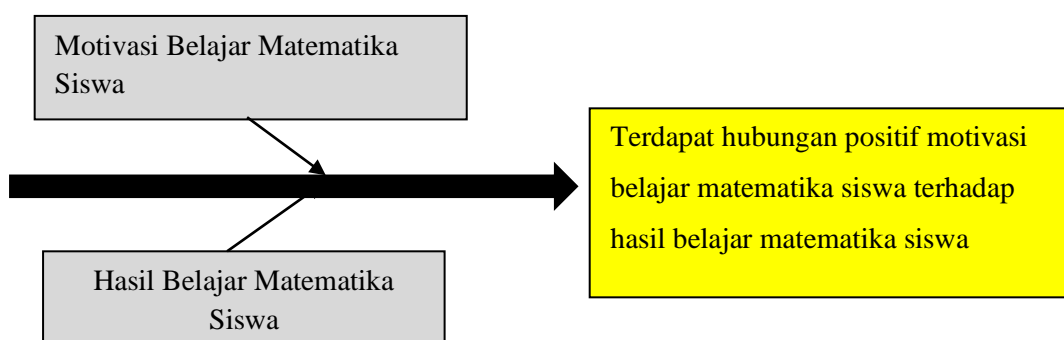 Motivasi Belajar Matematika
Siswa
Terdapat hubungan positif motivasi
belajar matematika siswa terhadap
hasil belajar matematika siswa
Hasil Belajar Matematika
Siswa